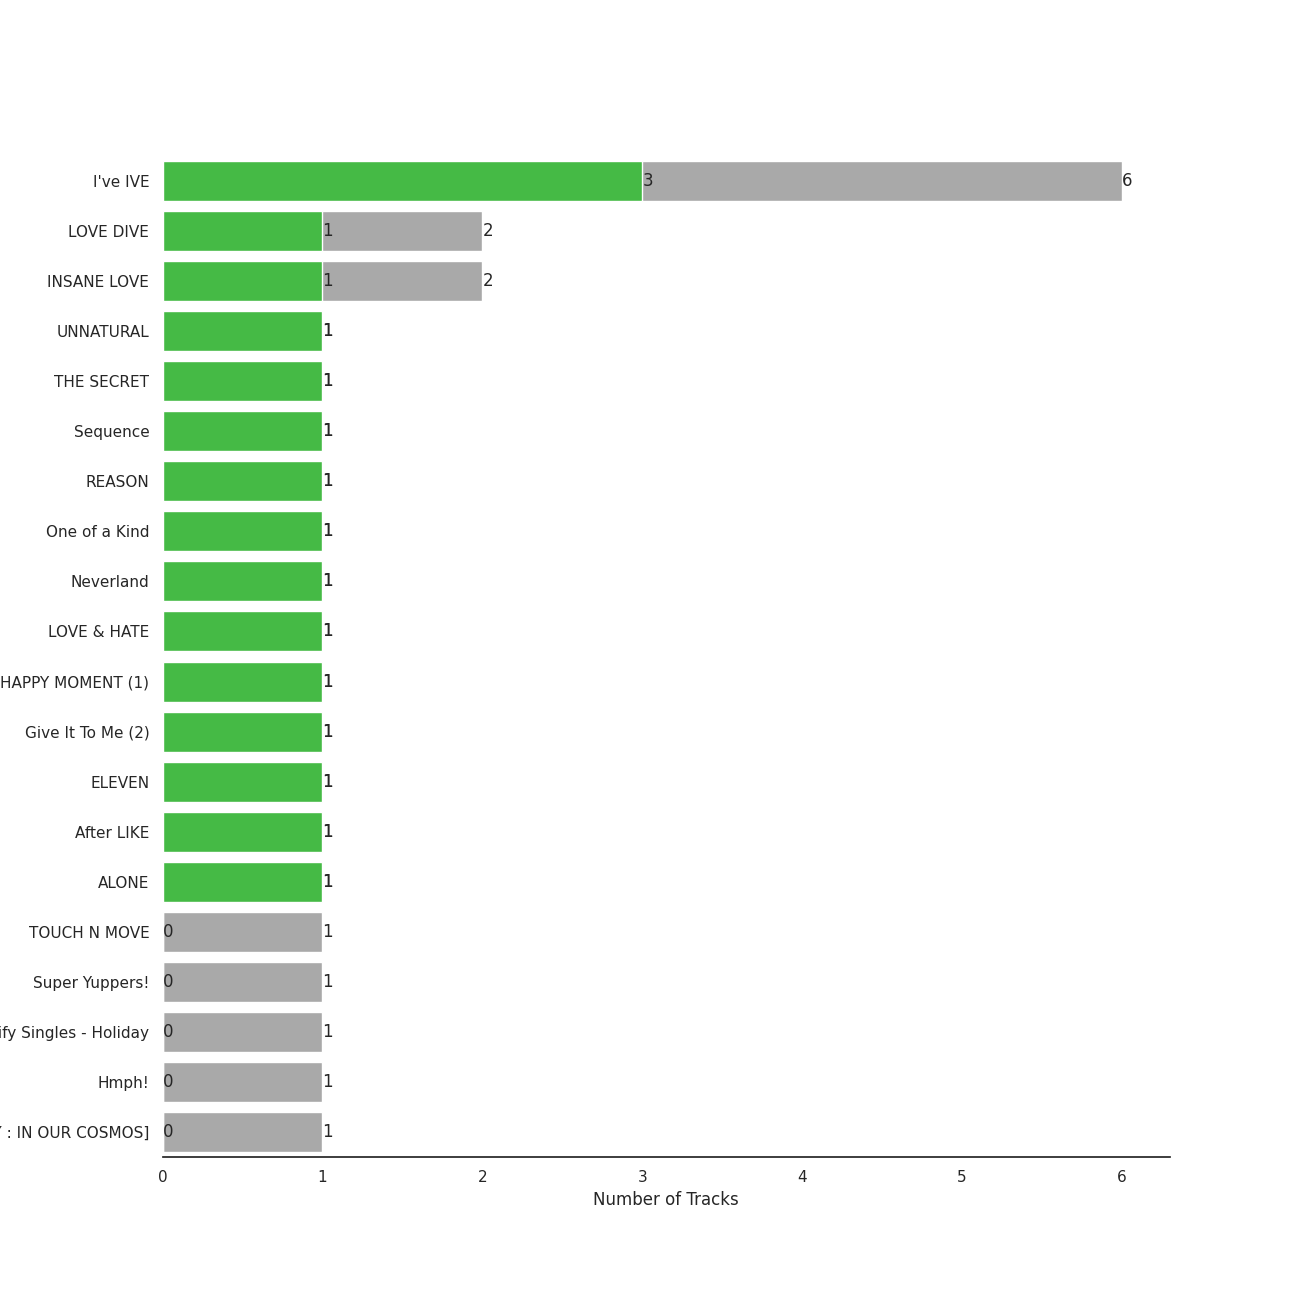 I've IVE 3 6
LOVE DIVE 1 2
INSANE LOVE 1 2
UNNATURAL 1
THE SECRET 1
Sequence 1
REASON 1
One of a Kind 1
Neverland 1
LOVE & HATE 1
HAPPY MOMENT (1) 1
Give It To Me (2) 1
ELEVEN 1
After LIKE 1
ALONE 1
TOUCH N MOVE 0 1
Super Yuppers! 0 1
ify Singles - Holiday 0 1
Hmph! 0 1
: IN OUR COSMOS] 0 1
0 1 2 3 4 5 6
Number of Tracks